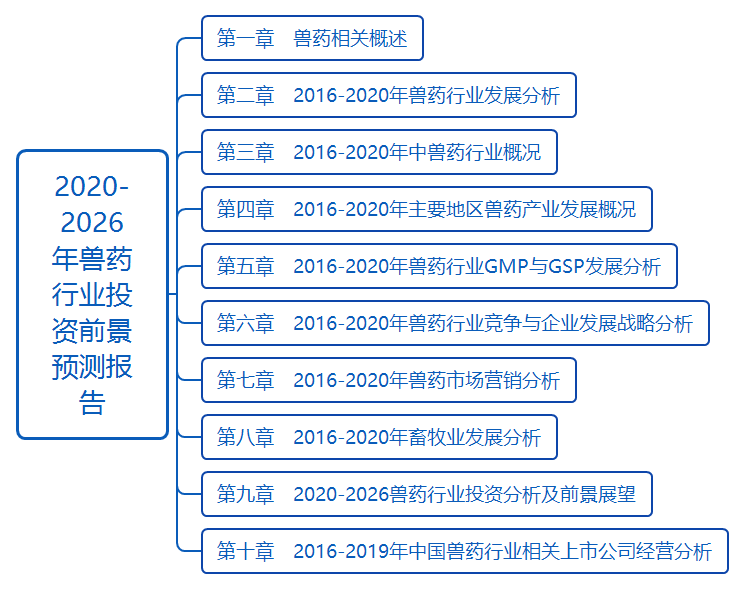 2020-
2026
年兽药
行业投
资前景
预测报
告
第一章 兽药相关概述
第二章 2016-2020年兽药行业发展分析
第三章 2016-2020年中兽药行业概况
第四章 2016-2020年主要地区兽药产业发展概况
第五章 2016-2020年兽药行业GMP与GSP发展分析
第六章 2016-2020年兽药行业竞争与企业发展战略分析
第七章 2016-2020年兽药市场营销分析
第八章 2016-2020年畜牧业发展分析
第九章 2020-2026兽药行业投资分析及前景展望
第十章 2016-2019年中国兽药行业相关上市公司经营分析